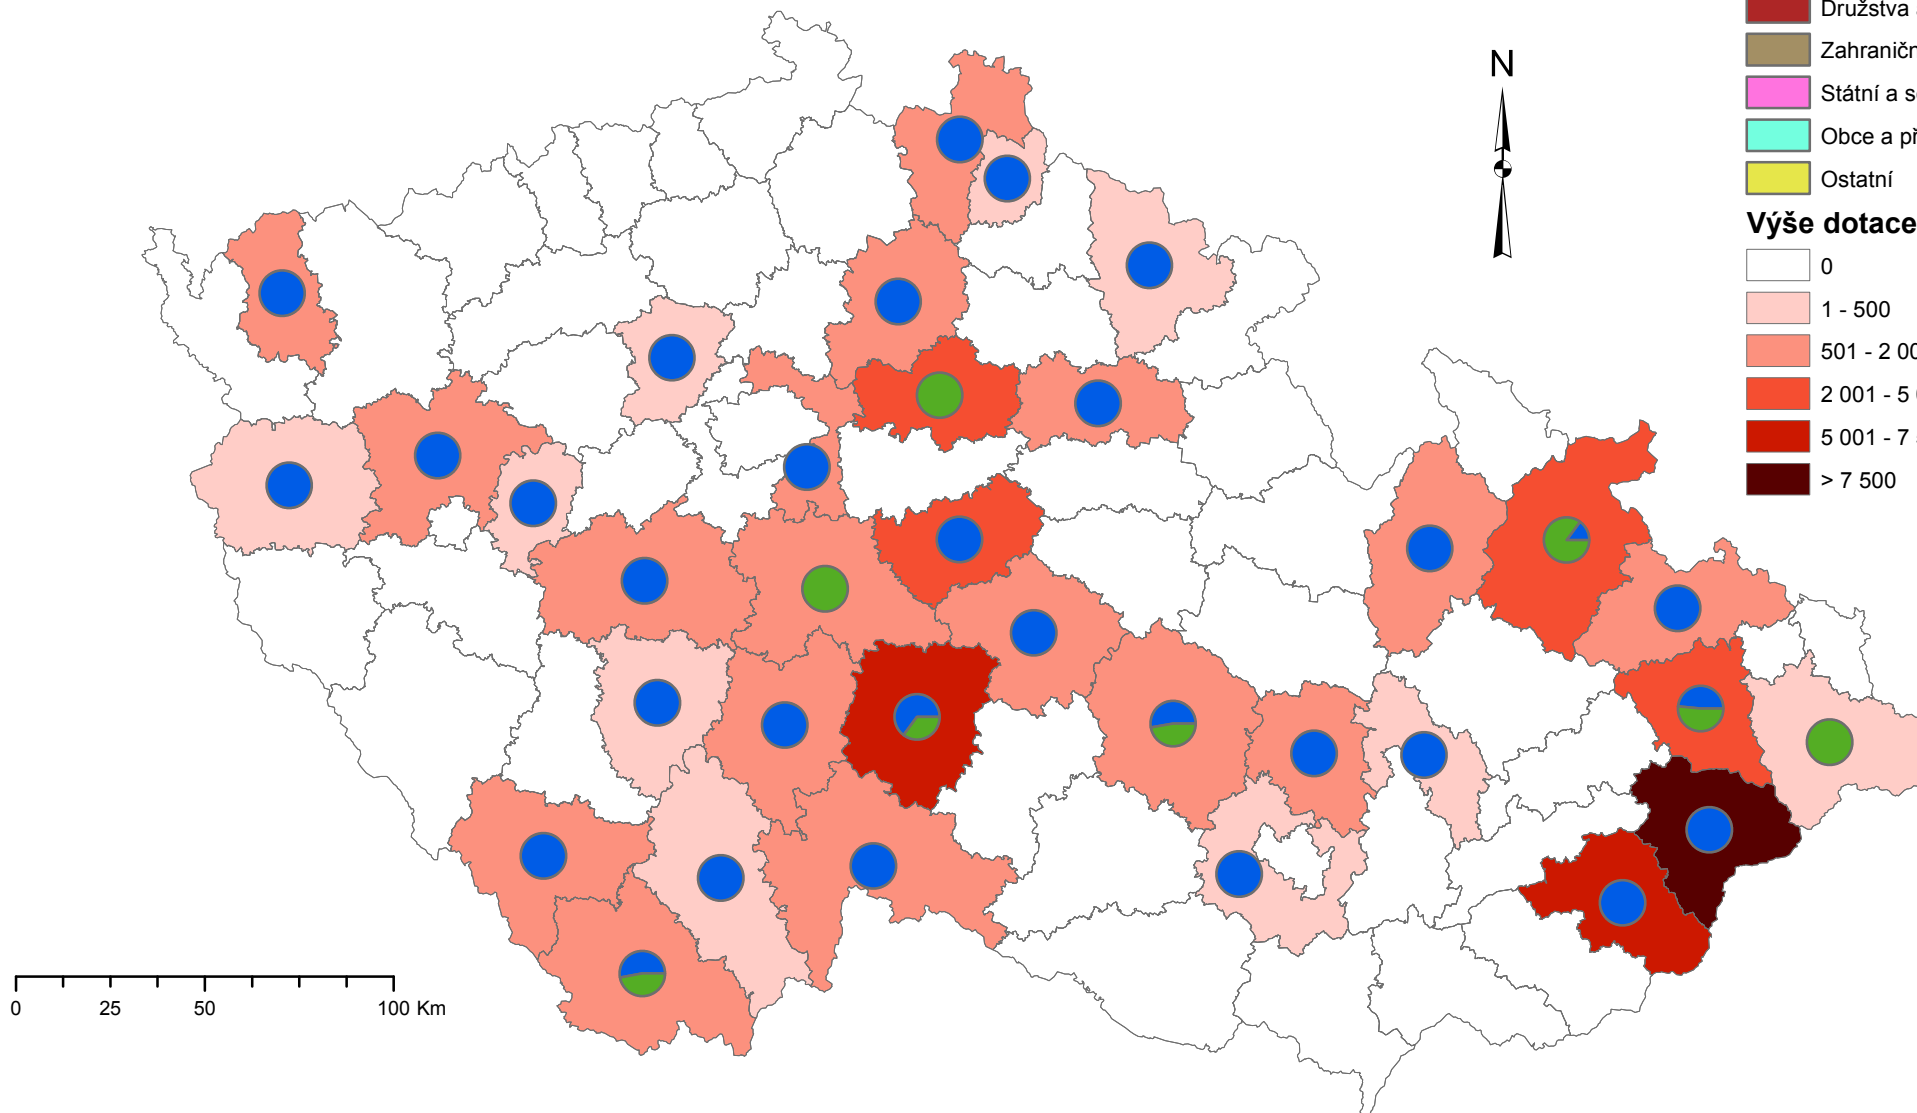 Družstva
Zahraničn
Státní a s
Obce a p
Ostatní
Výše dotace
0
1 - 500
501 - 2 00
2 001 - 5
5 001 - 7
> 7 500
N
0 25 50 100 Km